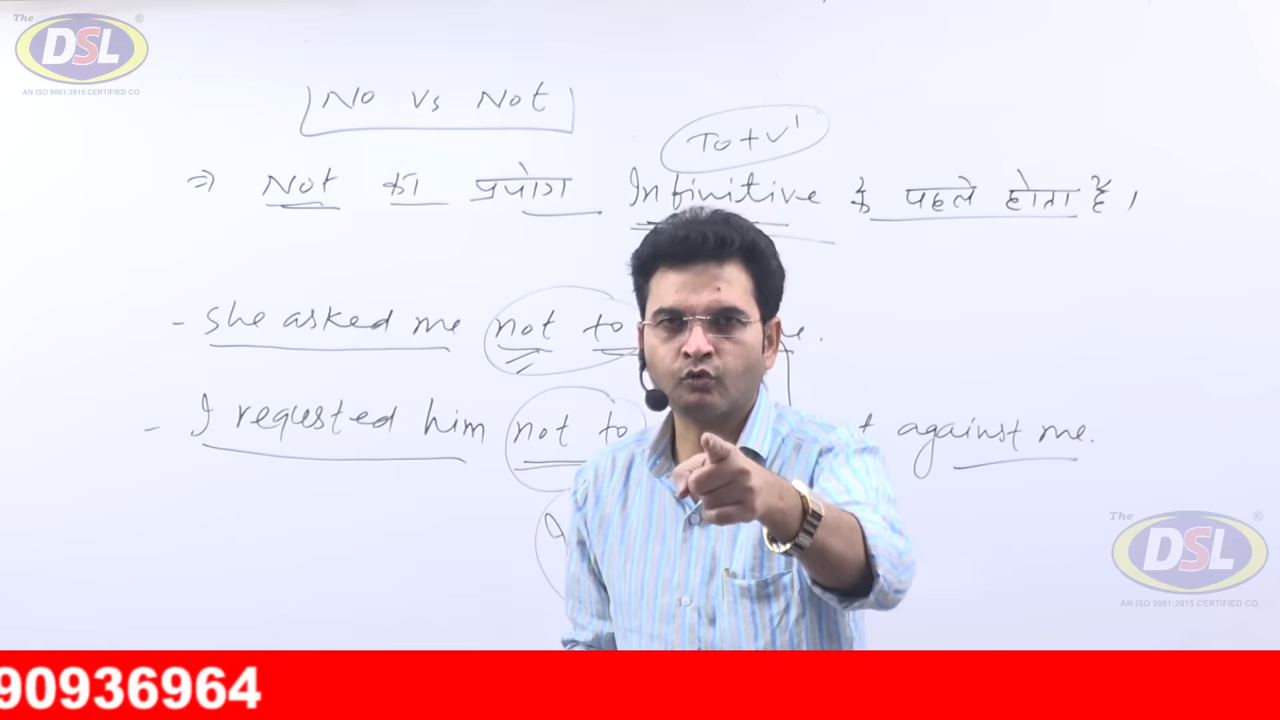 The DSL ®
AN ISO 9001:2015 CERTIFIED CO.
No vs Not
To + V¹
⇒ Not का प्रयोग Infinitive के पहले होता है।
- She asked me not to
- I requsted him not to against me.
The DSL ®
AN ISO 9001:2015 CERTIFIED CO.
90936964